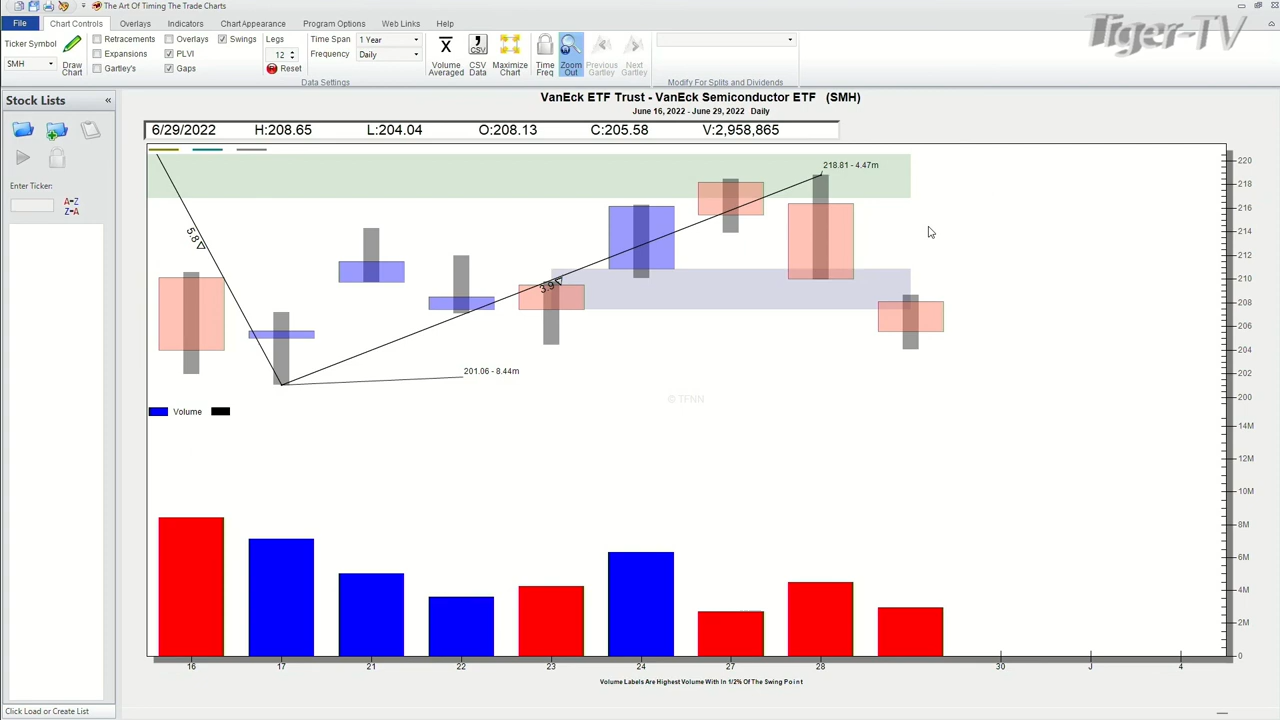 The Art Of Timing The Trade Charts
Tiger-TV
File
Chart Controls
Overlays
Indicators
Chart Appearance
Program Options
Web Links
Help
Ticker Symbol
SMH
Draw
Chart
Retracements
Expansions
Gartley's
Overlays
PLVI
Gaps
Swings
Legs
12
Reset
Time Span
1 Year
Frequency
Daily
Data Settings
Volume
Averaged
CSV
CSV
Data
Maximize
Chart
Time
Freq
Zoom
Out
Previous
Gartley
Next
Gartley
Modify For Splits and Dividends
Stock Lists
«
Enter Ticker:
A-Z
Z-A
Click Load or Create List
VanEck ETF Trust - VanEck Semiconductor ETF (SMH)
June 16, 2022 - June 29, 2022 Daily
6/29/2022 H:208.65 L:204.04 O:208.13 C:205.58 V:2,958,865
218.81 - 4.47m
5.8
3.9
201.06 - 8.44m
© TFNN
Volume
220
218
216
214
212
210
208
206
204
202
200
14M
12M
10M
8M
6M
4M
2M
0
16 17 21 22 23 24 27 28 30 J 4
Volume Labels Are Highest Volume With In 1/2% Of The Swing Point